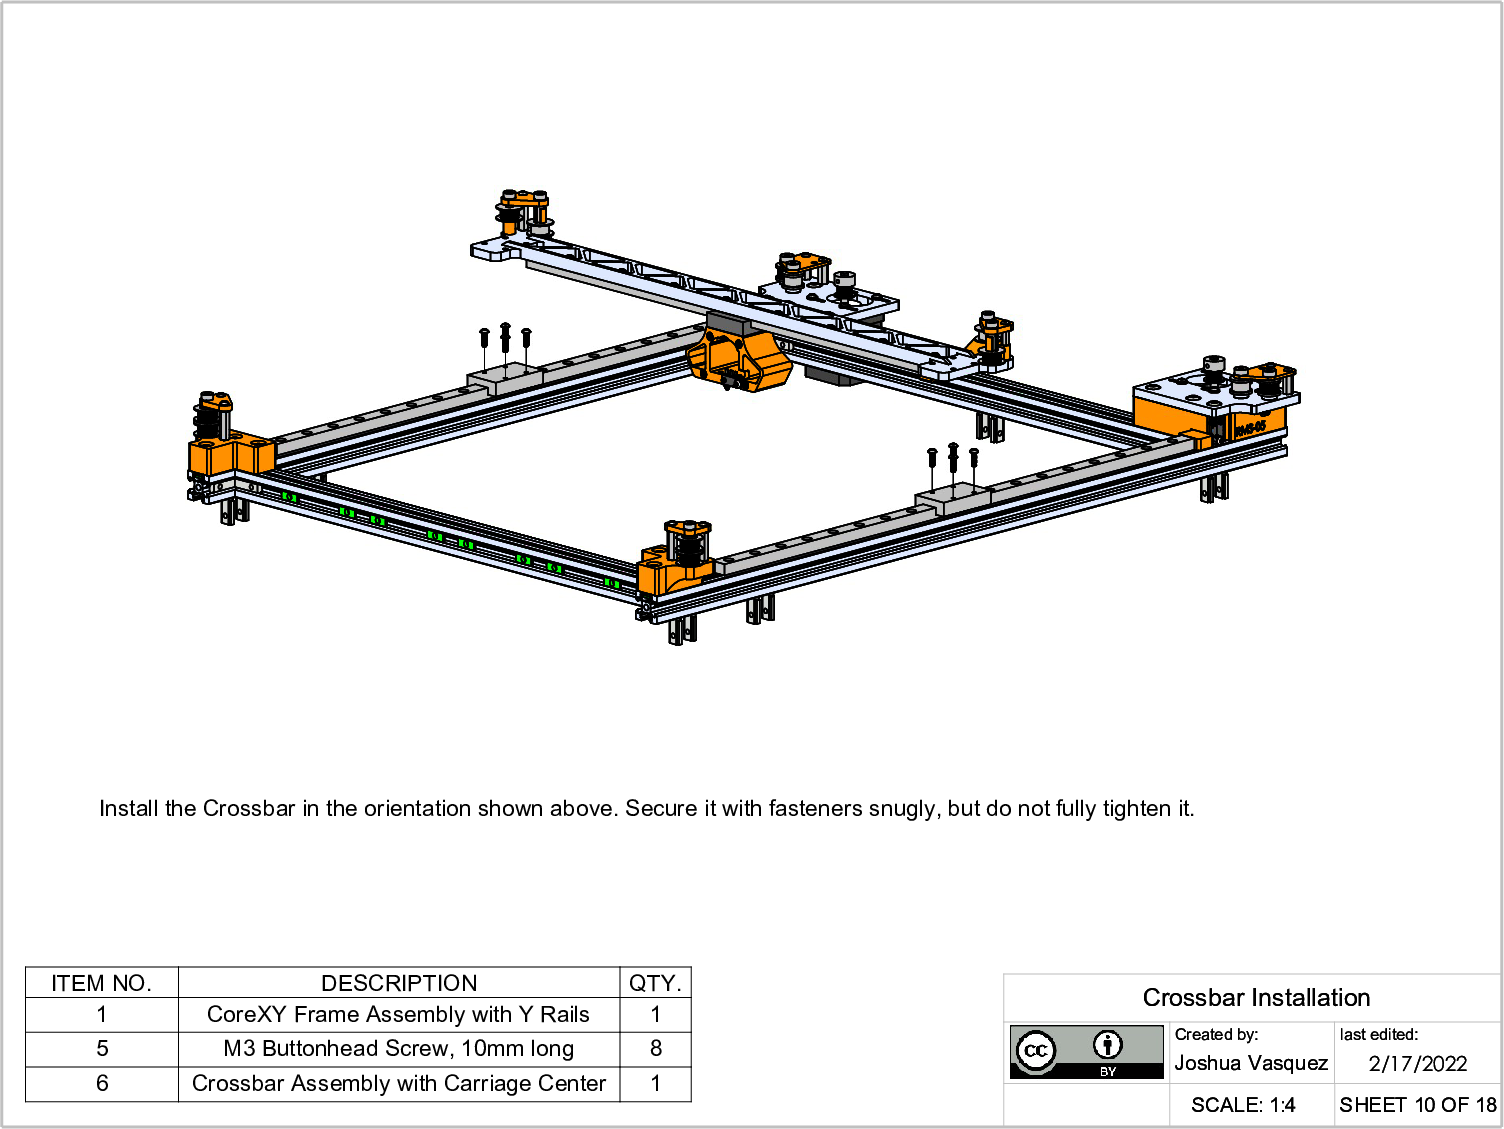 RMS-05
Install the Crossbar in the orientation shown above. Secure it with fasteners snugly, but do not fully tighten it.
ITEM NO. DESCRIPTION QTY.
1 CoreXY Frame Assembly with Y Rails 1
5 M3 Buttonhead Screw, 10mm long 8
6 Crossbar Assembly with Carriage Center 1
Crossbar Installation
cc BY
Created by:
Joshua Vasquez
last edited:
2/17/2022
SCALE: 1:4
SHEET 10 OF 18